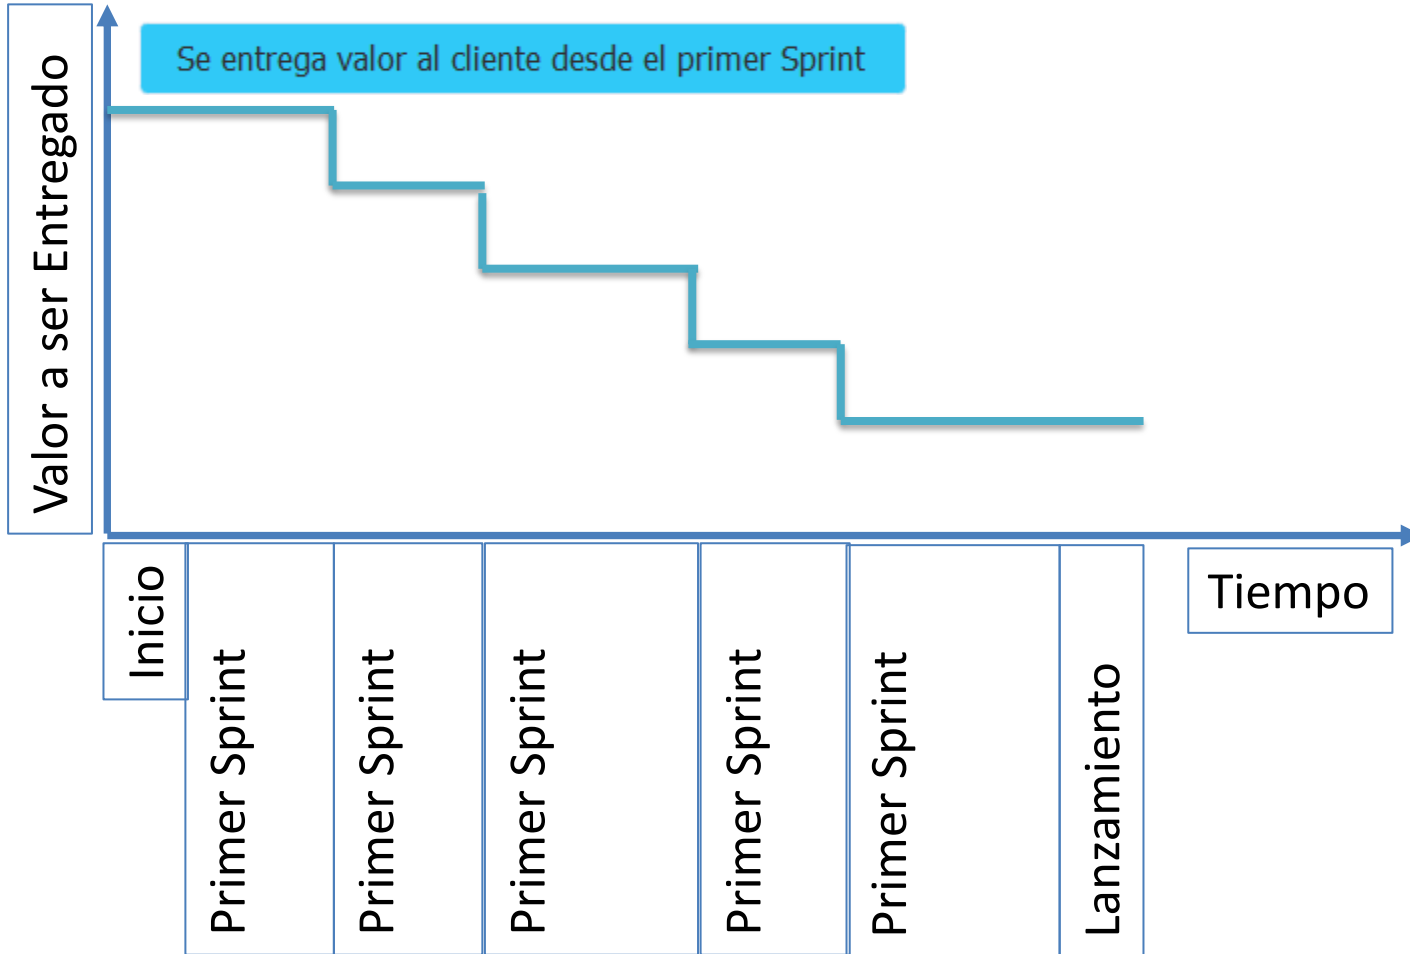 Se entrega valor al cliente desde el primer Sprint
Valor a ser Entregado
Inicio
Primer Sprint
Primer Sprint
Primer Sprint
Primer Sprint
Primer Sprint
Lanzamiento
Tiempo